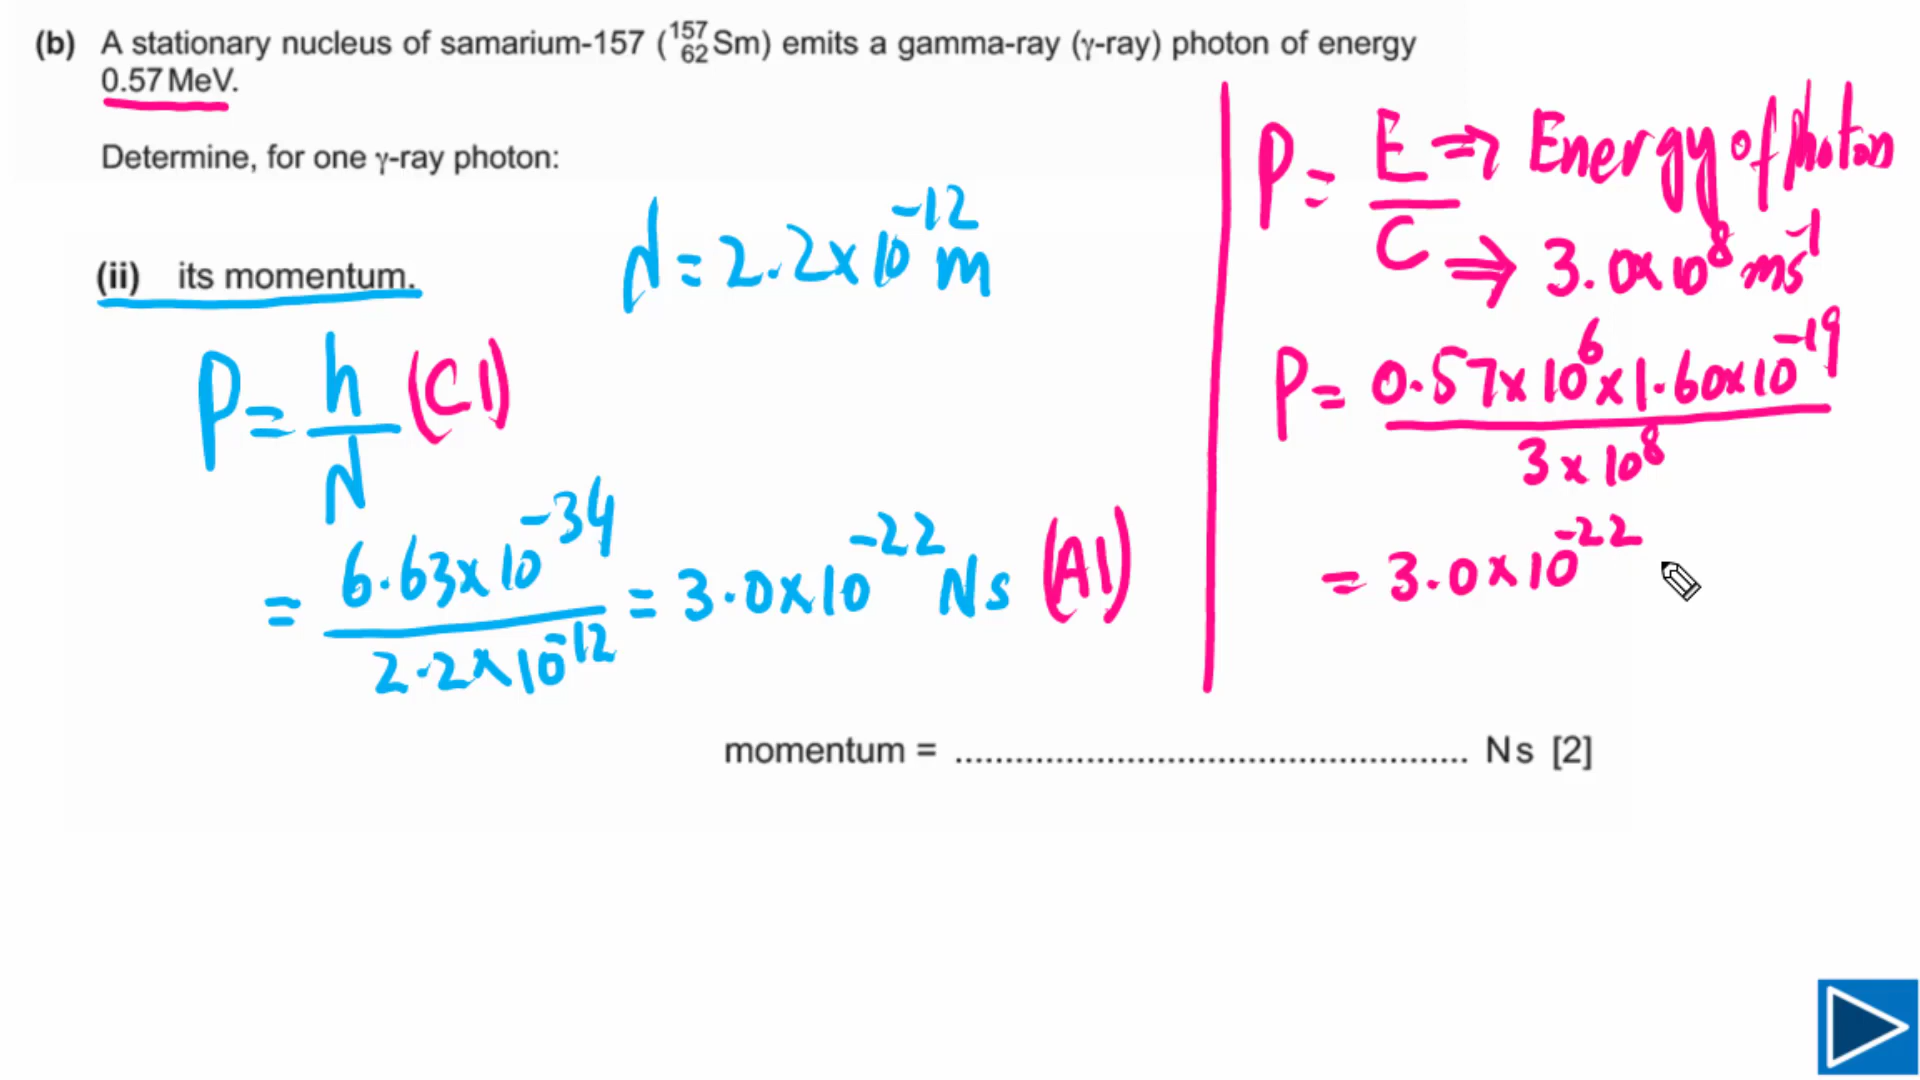 (b) A stationary nucleus of samarium-157 (¹⁵⁷₆₂Sm) emits a gamma-ray (γ-ray) photon of energy
0.57 MeV.
Determine, for one γ-ray photon:
(ii) its momentum.
λ = 2.2 × 10⁻¹² m
P = h/λ (C1)
= 6.63 × 10⁻³⁴ / 2.2 × 10⁻¹² = 3.0 × 10⁻²² Ns (A1)
P = E/C
E ⇒ Energy of photon
C ⇒ 3.0 × 10⁸ ms⁻¹
P = 0.57 × 10⁶ × 1.60 × 10⁻¹⁹ / 3 × 10⁸
= 3.0 × 10⁻²²
momentum = .................................................. N s [2]